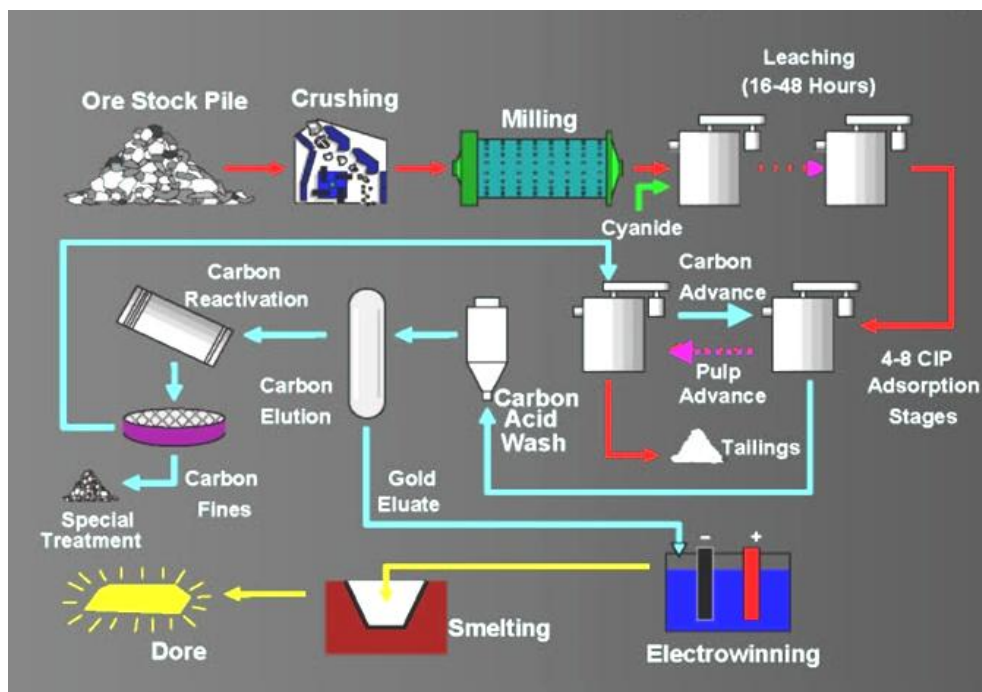 Ore Stock Pile
Crushing
Milling
Leaching
(16-48 Hours)
Cyanide
Carbon
Reactivation
Carbon
Elution
Carbon
Acid
Wash
Carbon
Advance
Pulp
Advance
4-8 CIP
Adsorption
Stages
Tailings
Carbon
Fines
Special
Treatment
Gold
Eluate
- +
Electrowinning
Smelting
Dore